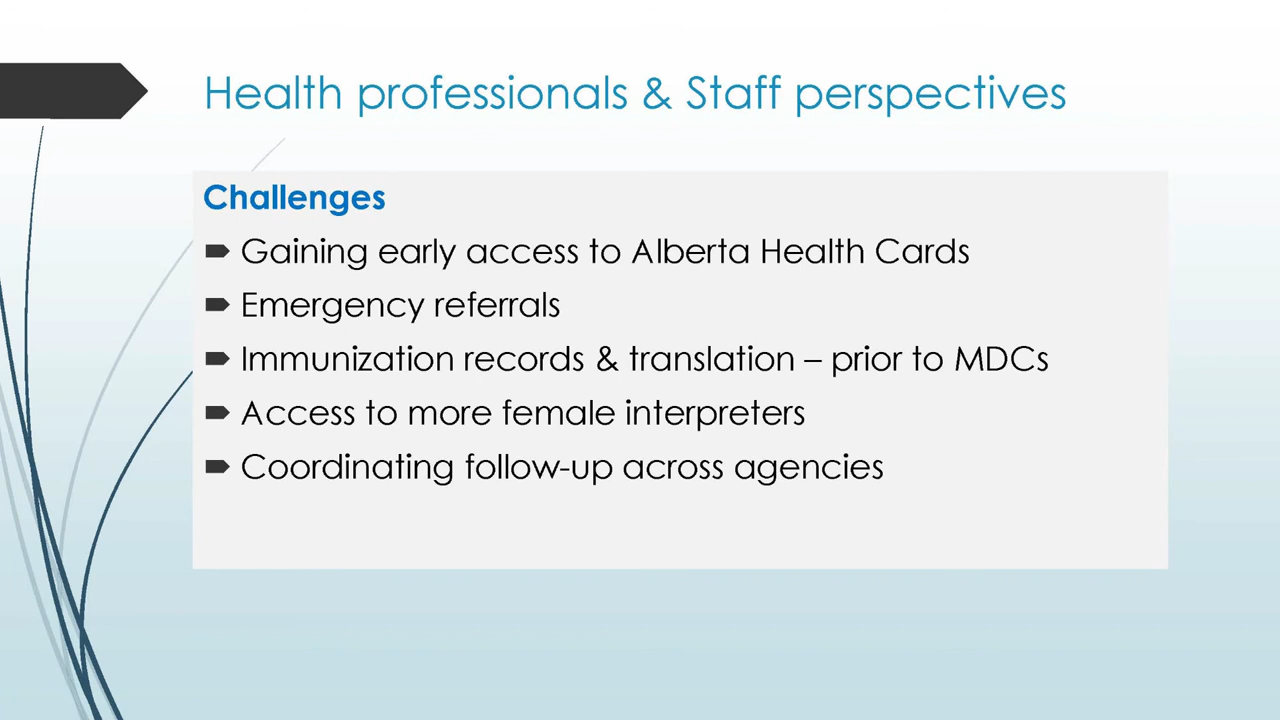 Health professionals & Staff perspectives
Challenges
Gaining early access to Alberta Health Cards
Emergency referrals
Immunization records & translation – prior to MDCs
Access to more female interpreters
Coordinating follow-up across agencies